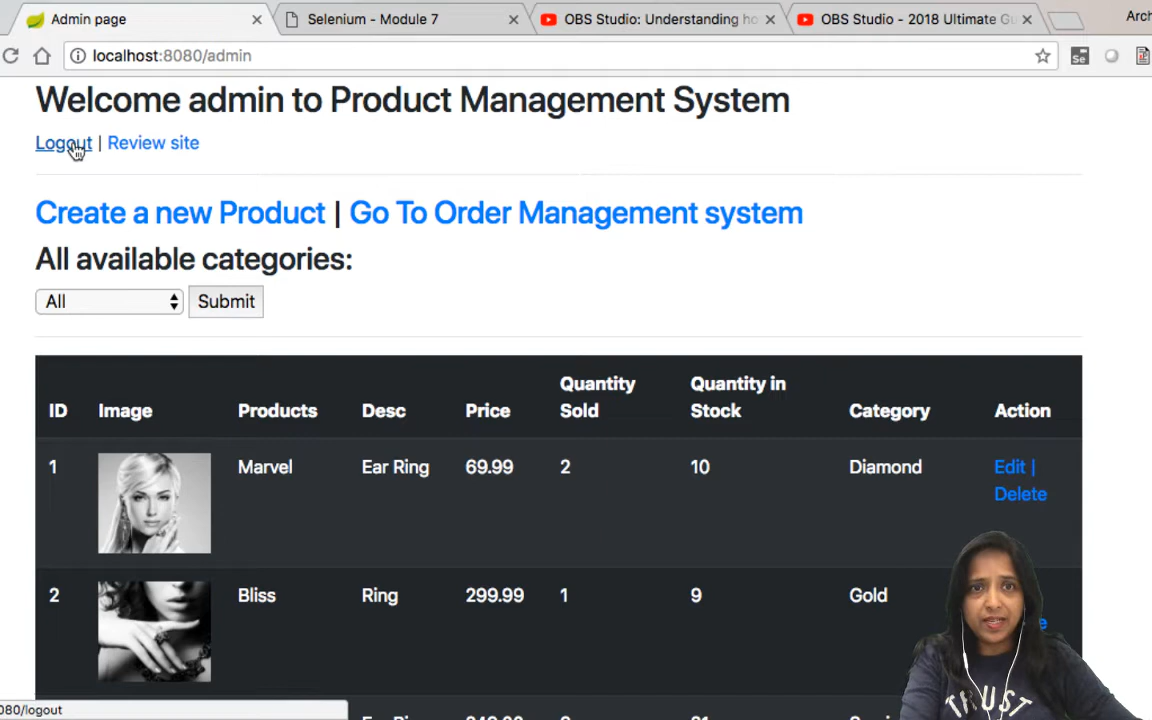 Admin page
Selenium - Module 7
OBS Studio: Understanding ho
OBS Studio - 2018 Ultimate Gu
Arch
localhost:8080/admin
Se
Welcome admin to Product Management System
Logout | Review site
Create a new Product | Go To Order Management system
All available categories:
All
Submit
ID Image Products Desc Price Quantity Sold Quantity in Stock Category Action
1 Marvel Ear Ring 69.99 2 10 Diamond Edit |
Delete
2 Bliss Ring 299.99 1 9 Gold
080/logout
TRUST